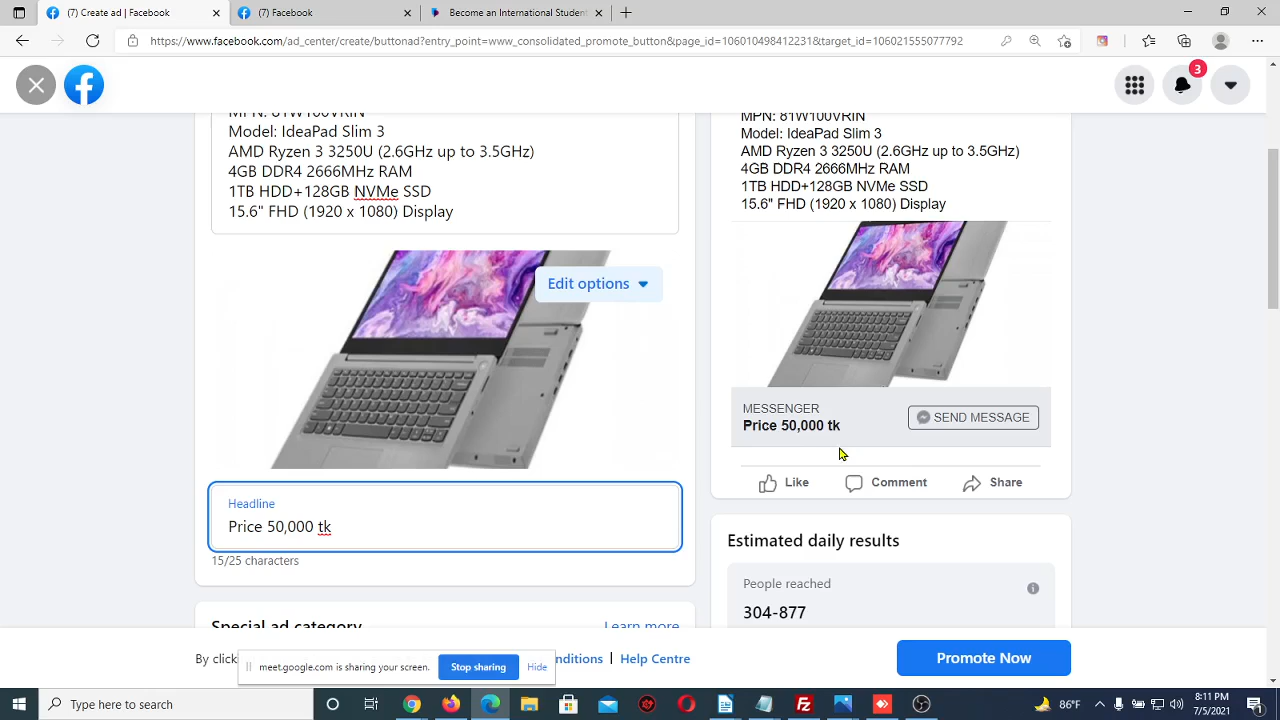 (7) Create ad | Facebook
(7) Facebook
Become an International Student
https://www.facebook.com/ad_center/create/buttonad?entry_point=www_consolidated_promote_button&page_id=106010498412231&target_id=106021555077792
3
MPN: 81W100VRIN
Model: IdeaPad Slim 3
AMD Ryzen 3 3250U (2.6GHz up to 3.5GHz)
4GB DDR4 2666MHz RAM
1TB HDD+128GB NVMe SSD
15.6" FHD (1920 x 1080) Display
Edit options
Headline
Price 50,000 tk
15/25 characters
Special ad category
Learn more
MPN: 81W100VRIN
Model: IdeaPad Slim 3
AMD Ryzen 3 3250U (2.6GHz up to 3.5GHz)
4GB DDR4 2666MHz RAM
1TB HDD+128GB NVMe SSD
15.6" FHD (1920 x 1080) Display
MESSENGER
Price 50,000 tk
SEND MESSAGE
Like Comment Share
Estimated daily results
People reached
304-877
By click
nditions | Help Centre
Promote Now
meet.google.com is sharing your screen.
Stop sharing
Hide
Type here to search
86°F
8:11 PM
7/5/2021